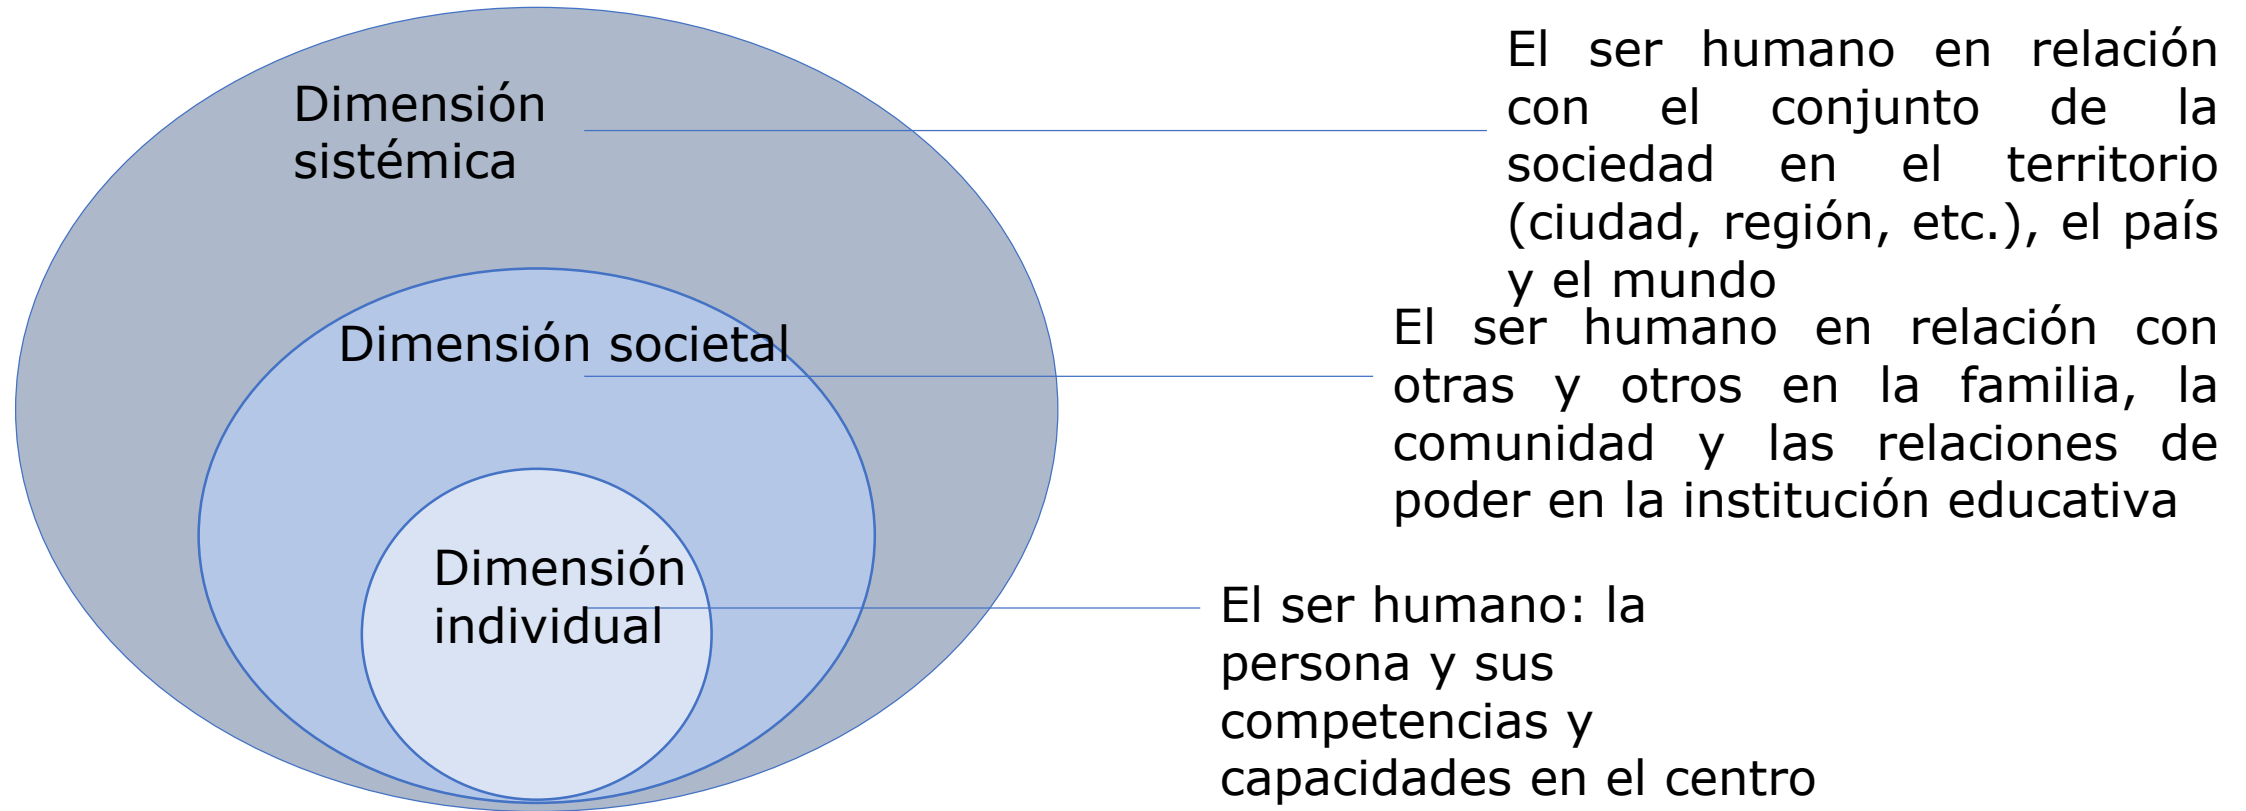 Dimensión
sistémica
El ser humano en relación
con el conjunto de la
sociedad en el territorio
(ciudad, región, etc.), el país
y el mundo
Dimensión societal
El ser humano en relación con
otras y otros en la familia, la
comunidad y las relaciones de
poder en la institución educativa
Dimensión
individual
El ser humano: la
persona y sus
competencias y
capacidades en el centro